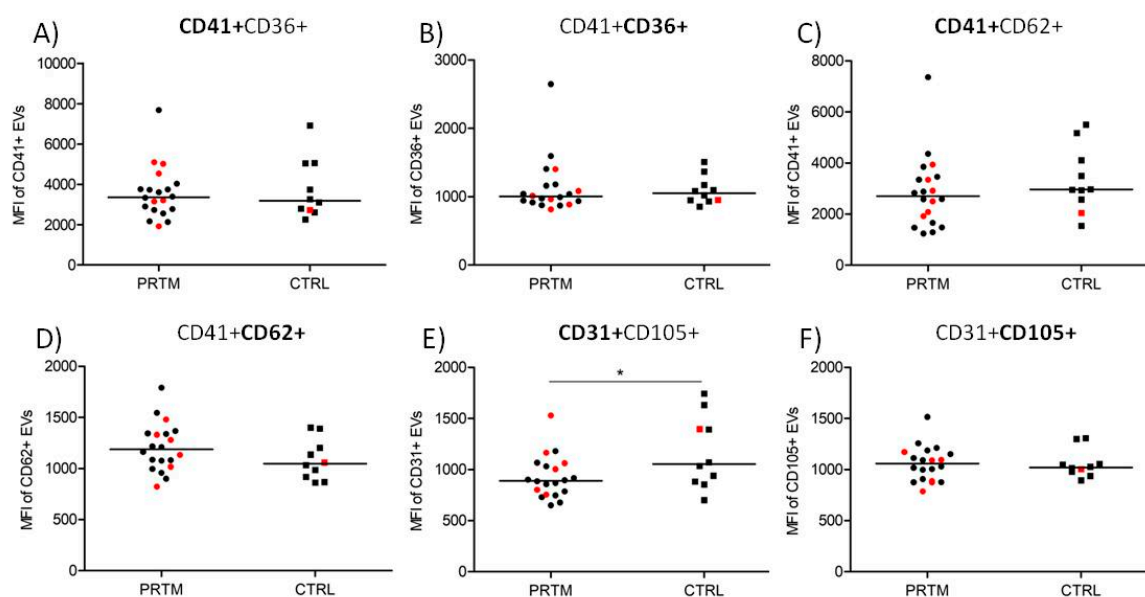 A)
CD41+CD36+
MFI of CD41+ EVs
10000
8000
6000
4000
2000
0
PRTM CTRL
B)
CD41+CD36+
MFI of CD36+ EVs
3000
2000
1000
0
PRTM CTRL
C)
CD41+CD62+
MFI of CD41+ EVs
8000
6000
4000
2000
0
PRTM CTRL
D)
CD41+CD62+
MFI of CD62+ EVs
2000
1500
1000
500
0
PRTM CTRL
E)
CD31+CD105+
MFI of CD31+ EVs
2000
1500
1000
500
0
*
PRTM CTRL
F)
CD31+CD105+
MFI of CD105+ EVs
2000
1500
1000
500
0
PRTM CTRL